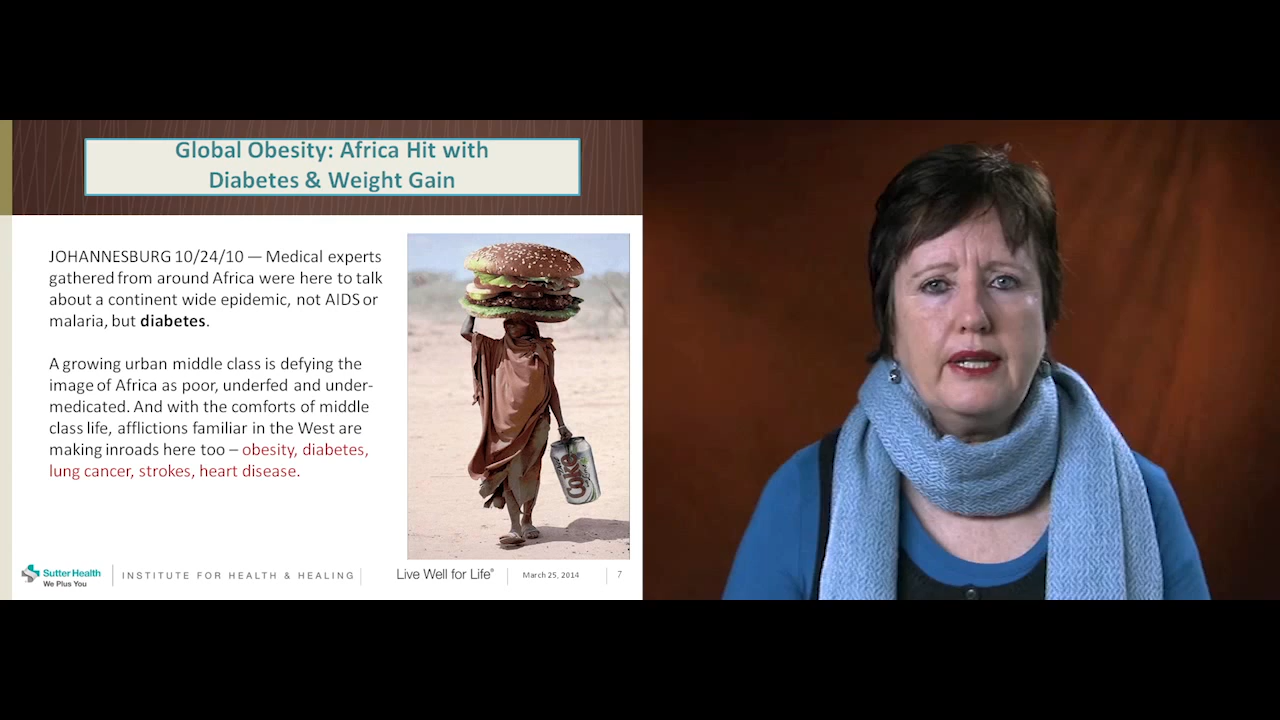 Global Obesity: Africa Hit with
Diabetes & Weight Gain
JOHANNESBURG 10/24/10 — Medical experts
gathered from around Africa were here to talk
about a continent wide epidemic, not AIDS or
malaria, but diabetes.
A growing urban middle class is defying the
image of Africa as poor, underfed and under-
medicated. And with the comforts of middle
class life, afflictions familiar in the West are
making inroads here too – obesity, diabetes,
lung cancer, strokes, heart disease.
Coke
Sutter Health
We Plus You
INSTITUTE FOR HEALTH & HEALING
Live Well for Life®
March 25, 2014
7